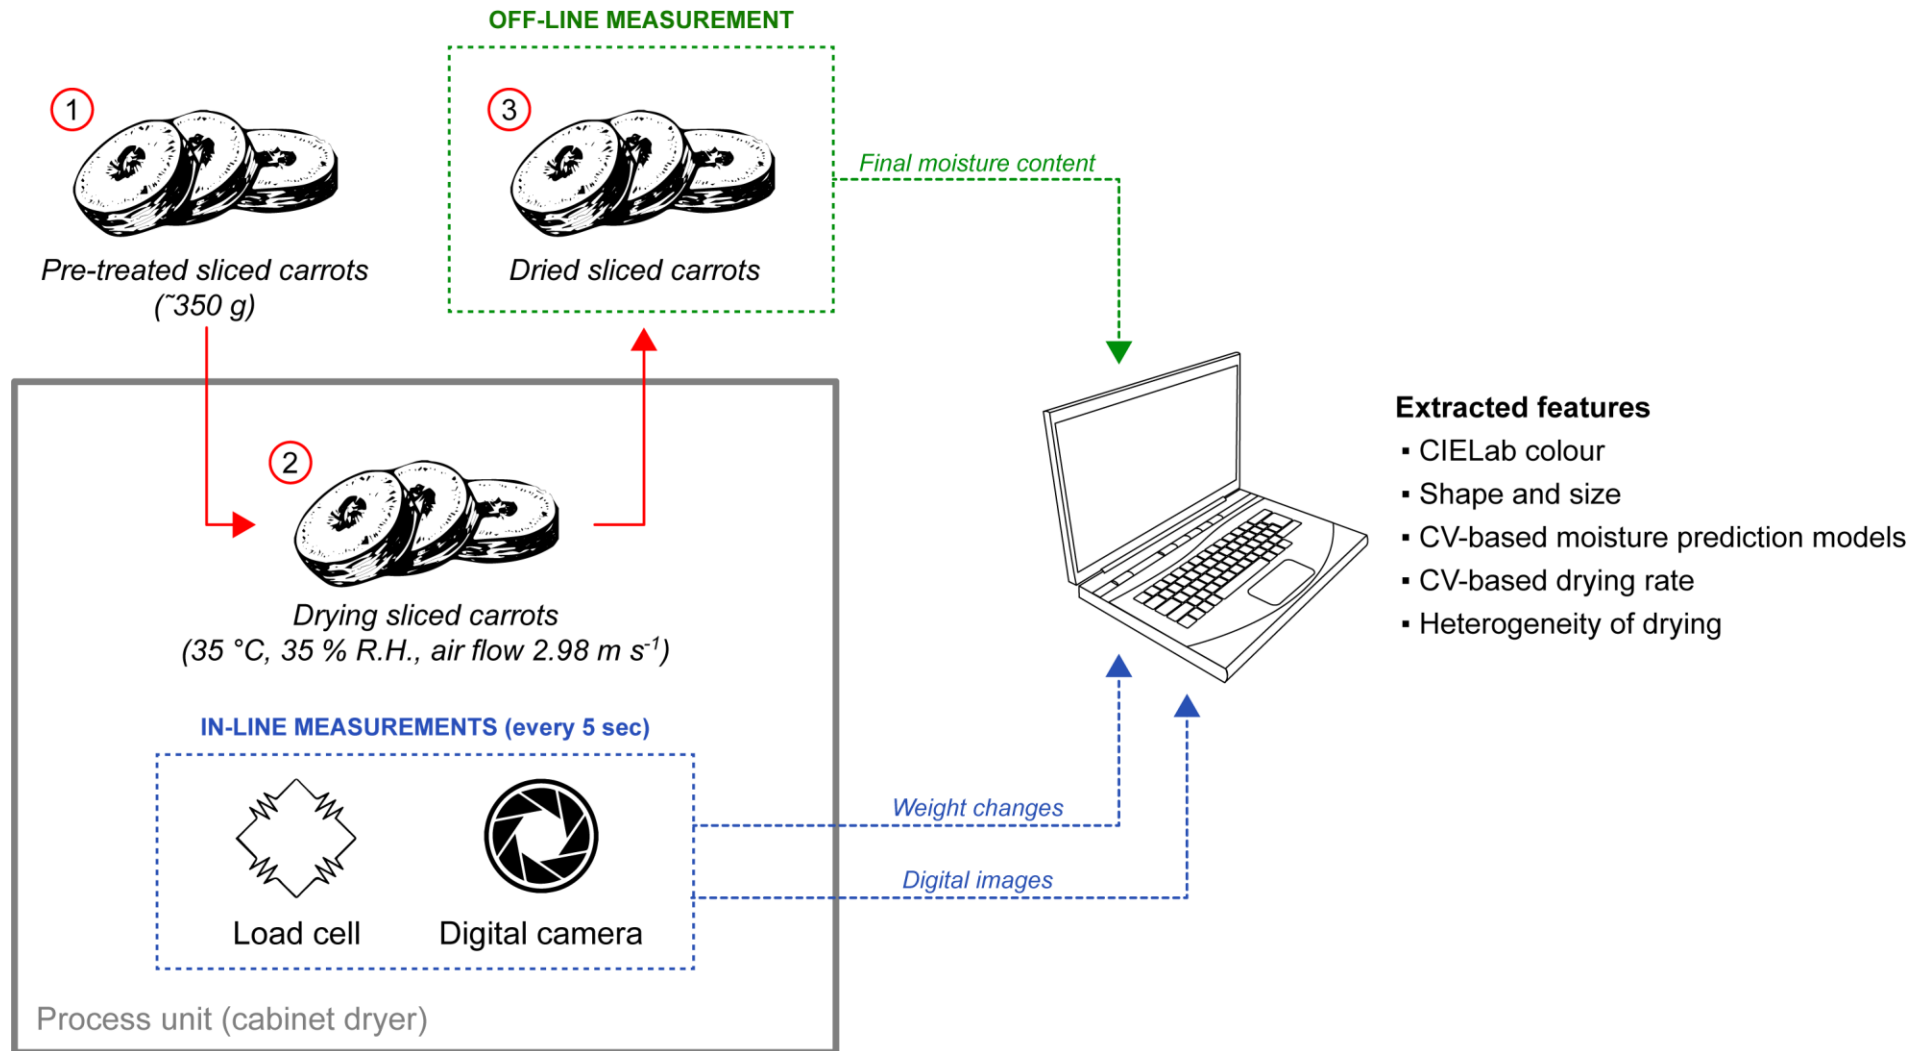 OFF-LINE MEASUREMENT
1
3
Pre-treated sliced carrots
(~350 g)
Dried sliced carrots
Final moisture content
2
Drying sliced carrots
(35 °C, 35 % R.H., air flow 2.98 m s⁻¹)
IN-LINE MEASUREMENTS (every 5 sec)
Load cell
Digital camera
Weight changes
Digital images
Process unit (cabinet dryer)
Extracted features
▪ CIELab colour
▪ Shape and size
▪ CV-based moisture prediction models
▪ CV-based drying rate
▪ Heterogeneity of drying